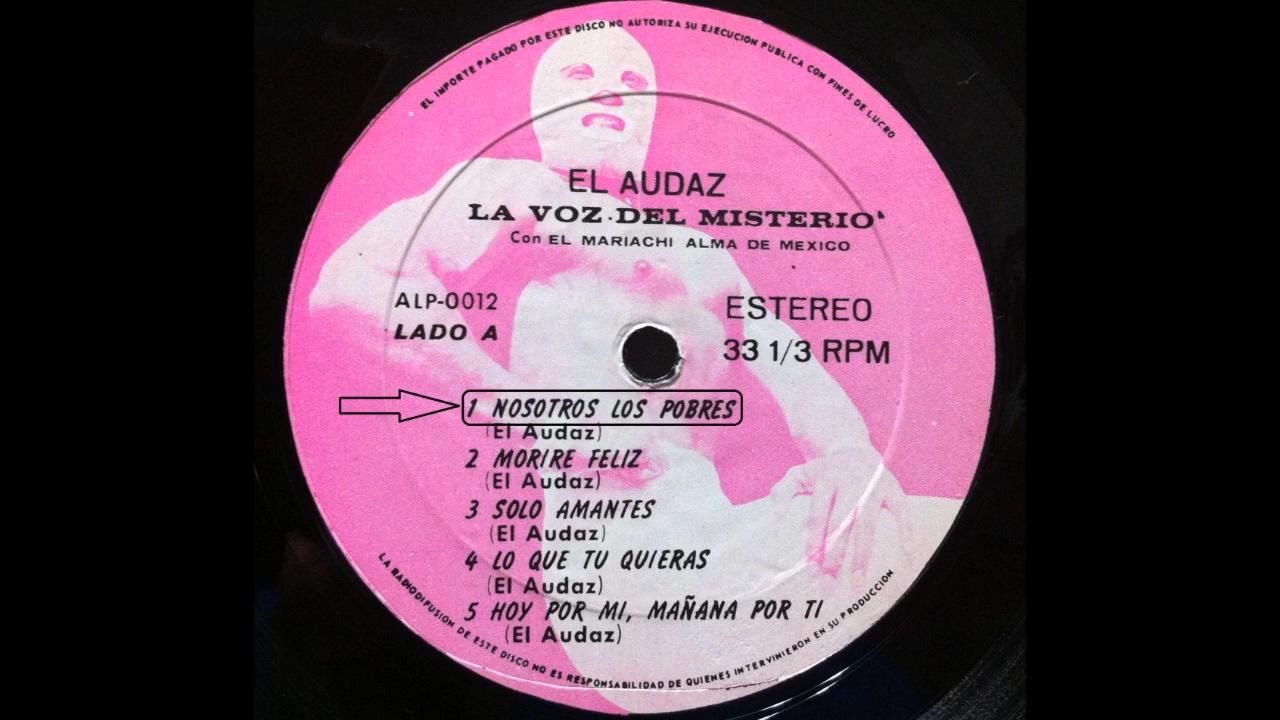 EL IMPORTE PAGADO POR ESTE DISCO NO AUTORIZA SU EJECUCION PUBLICA CON FINES DE LUCRO
EL AUDAZ
LA VOZ DEL MISTERIO
Con EL MARIACHI ALMA DE MEXICO
ALP-0012
ESTEREO
LADO A
33 1/3 RPM
1 NOSOTROS LOS POBRES
(El Audaz)
2 MORIRE FELIZ
(El Audaz)
3 SOLO AMANTES
(El Audaz)
4 LO QUE TU QUIERAS
(El Audaz)
5 HOY POR MI, MAÑANA POR TI
(El Audaz)
LA RADIODIFUSIÓN DE ESTE DISCO NO ES RESPONSABILIDAD DE QUIENES INTERVINIERON EN SU PRODUCCION